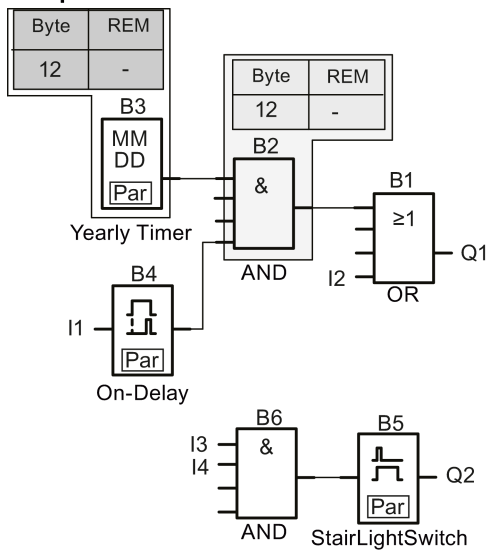 Byte REM
12 -
B3
MM
DD
Par
Yearly Timer
Byte REM
12 -
B2
&
AND
B1
≥1
I2
Q1
OR
B4
I1
Par
On-Delay
B6
I3
&
I4
AND
B5
Q2
Par
StairLightSwitch